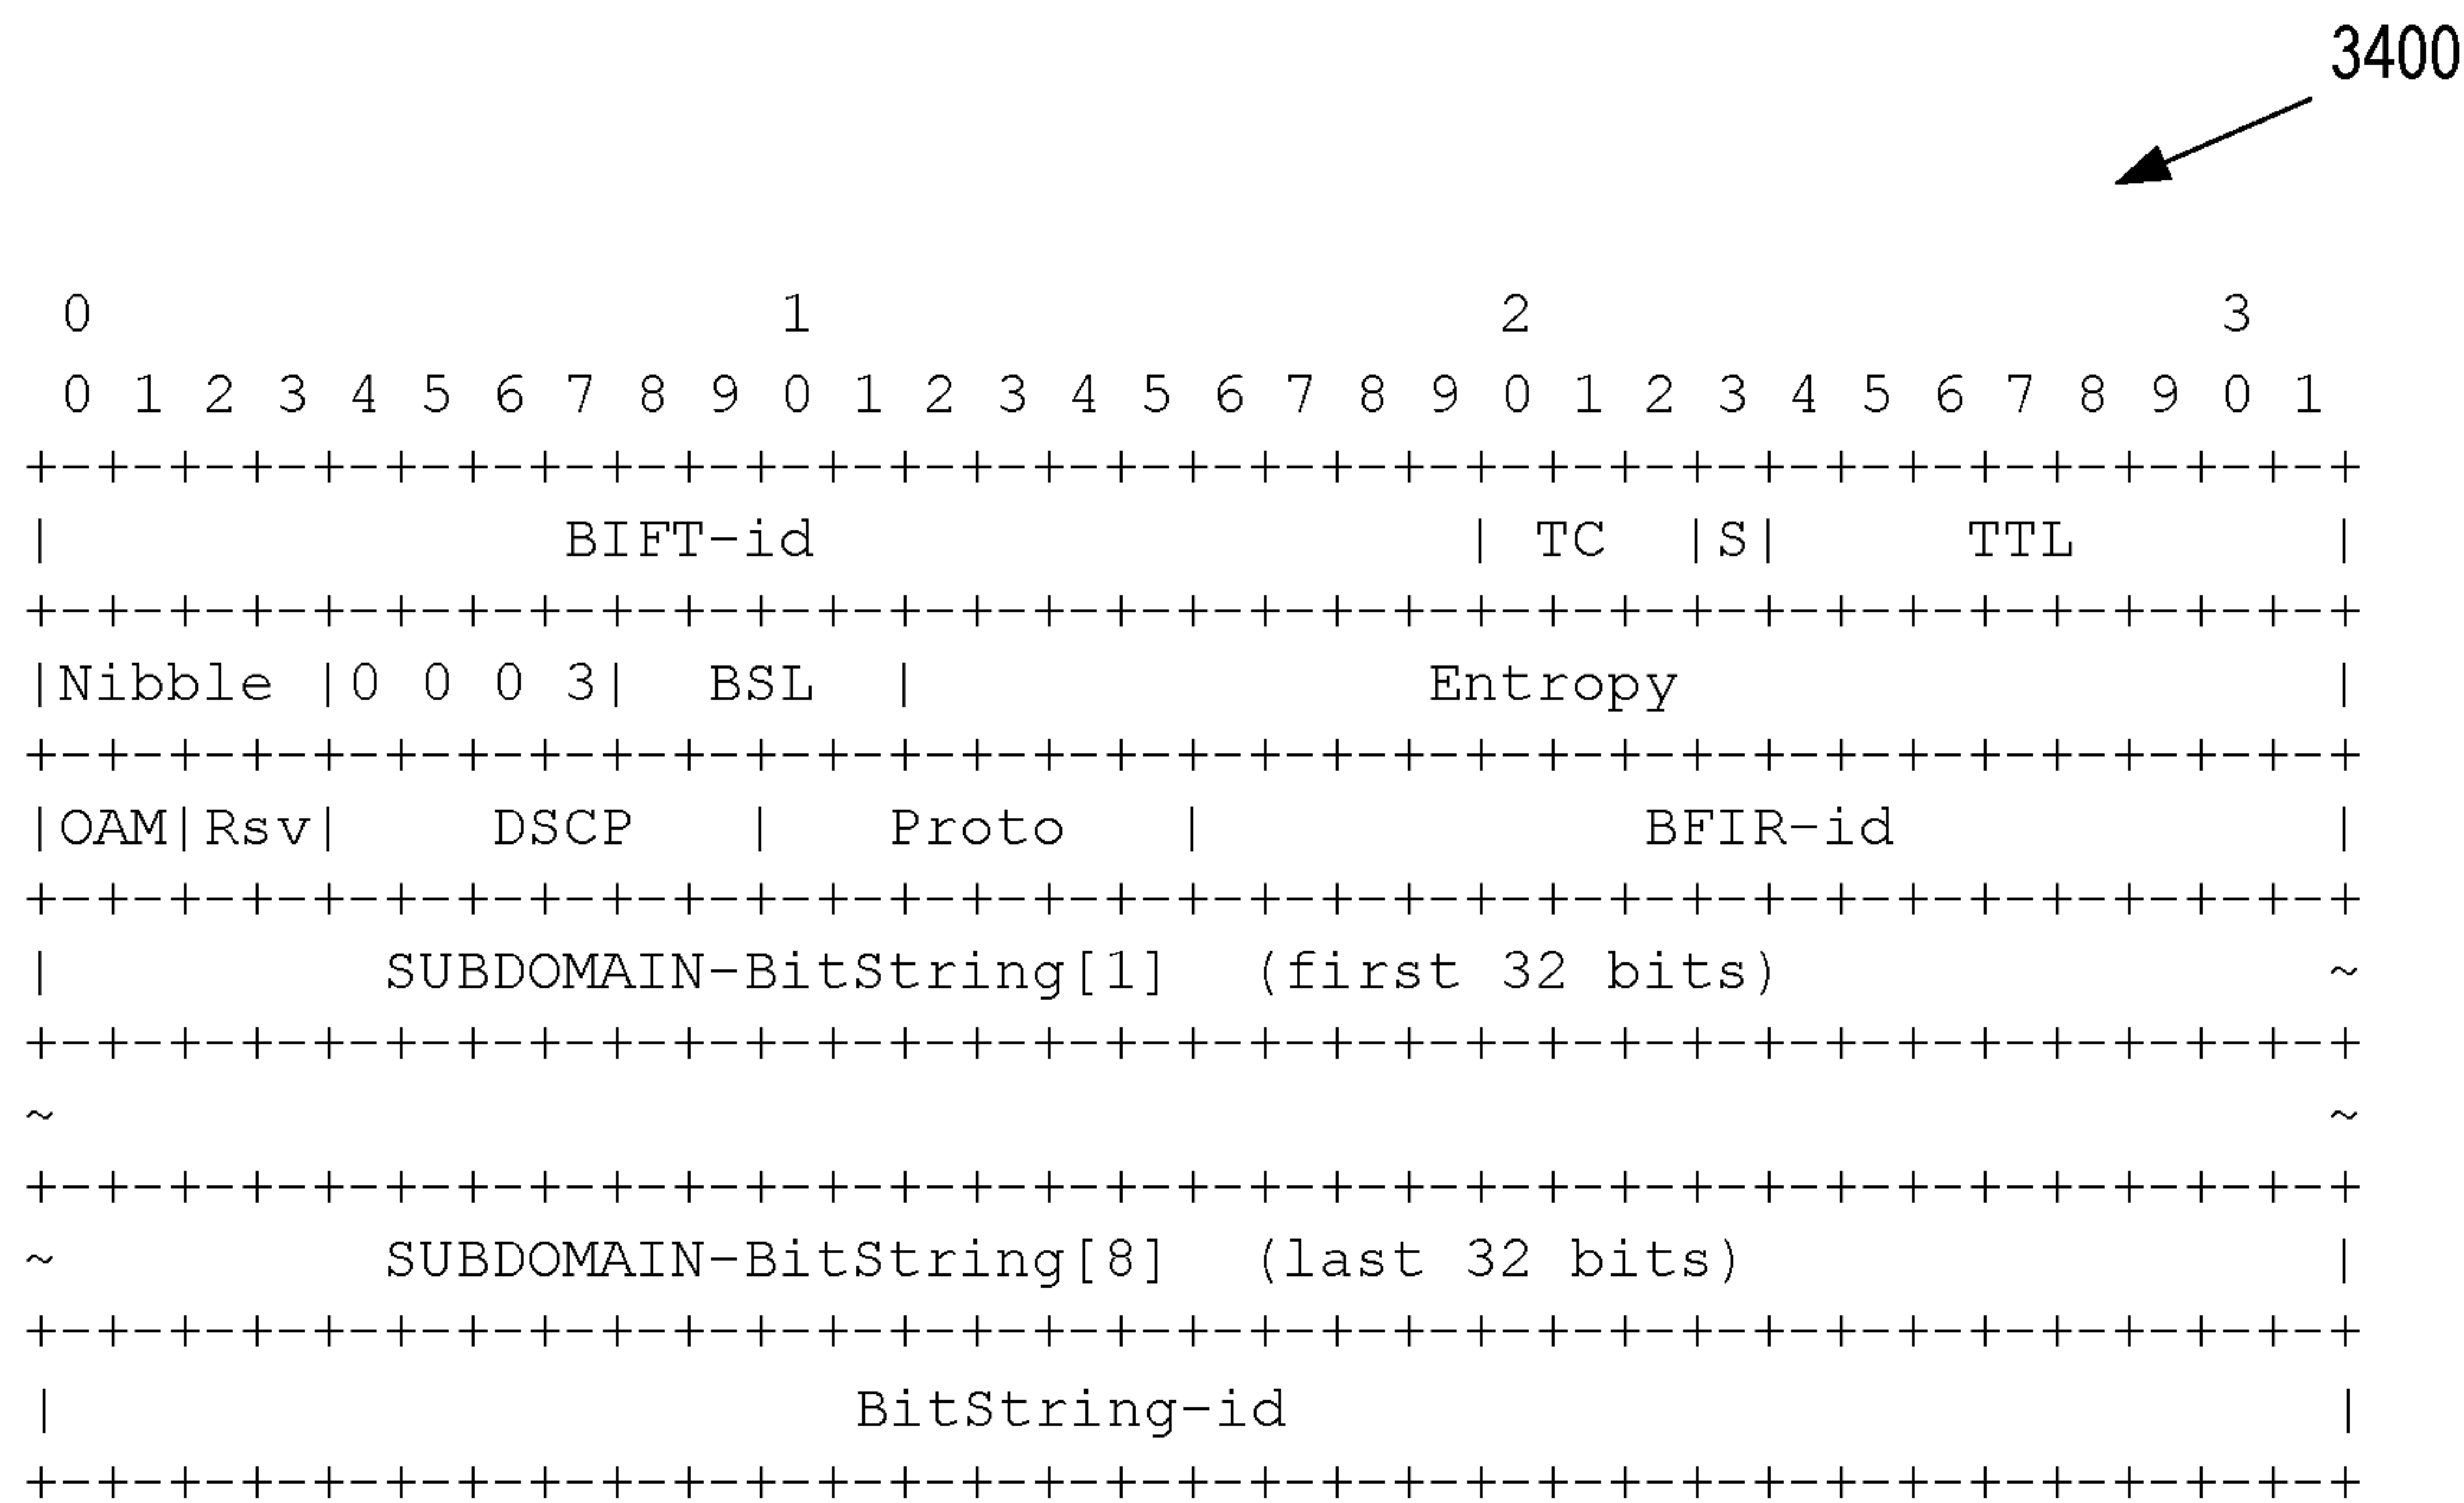 3400
0 1 2 3
0 1 2 3 4 5 6 7 8 9 0 1 2 3 4 5 6 7 8 9 0 1 2 3 4 5 6 7 8 9 0 1
+-+-+-+-+-+-+-+-+-+-+-+-+-+-+-+-+-+-+-+-+-+-+-+-+-+-+-+-+-+-+-+-+
| BIFT-id | TC |S| TTL |
+-+-+-+-+-+-+-+-+-+-+-+-+-+-+-+-+-+-+-+-+-+-+-+-+-+-+-+-+-+-+-+-+
|Nibble |0 0 0 3| BSL | Entropy |
+-+-+-+-+-+-+-+-+-+-+-+-+-+-+-+-+-+-+-+-+-+-+-+-+-+-+-+-+-+-+-+-+
|OAM|Rsv| DSCP | Proto | BFIR-id |
+-+-+-+-+-+-+-+-+-+-+-+-+-+-+-+-+-+-+-+-+-+-+-+-+-+-+-+-+-+-+-+-+
| SUBDOMAIN-BitString[1] (first 32 bits) ~
+-+-+-+-+-+-+-+-+-+-+-+-+-+-+-+-+-+-+-+-+-+-+-+-+-+-+-+-+-+-+-+-+
~ ~
+-+-+-+-+-+-+-+-+-+-+-+-+-+-+-+-+-+-+-+-+-+-+-+-+-+-+-+-+-+-+-+-+
~ SUBDOMAIN-BitString[8] (last 32 bits) |
+-+-+-+-+-+-+-+-+-+-+-+-+-+-+-+-+-+-+-+-+-+-+-+-+-+-+-+-+-+-+-+-+
| BitString-id |
+-+-+-+-+-+-+-+-+-+-+-+-+-+-+-+-+-+-+-+-+-+-+-+-+-+-+-+-+-+-+-+-+